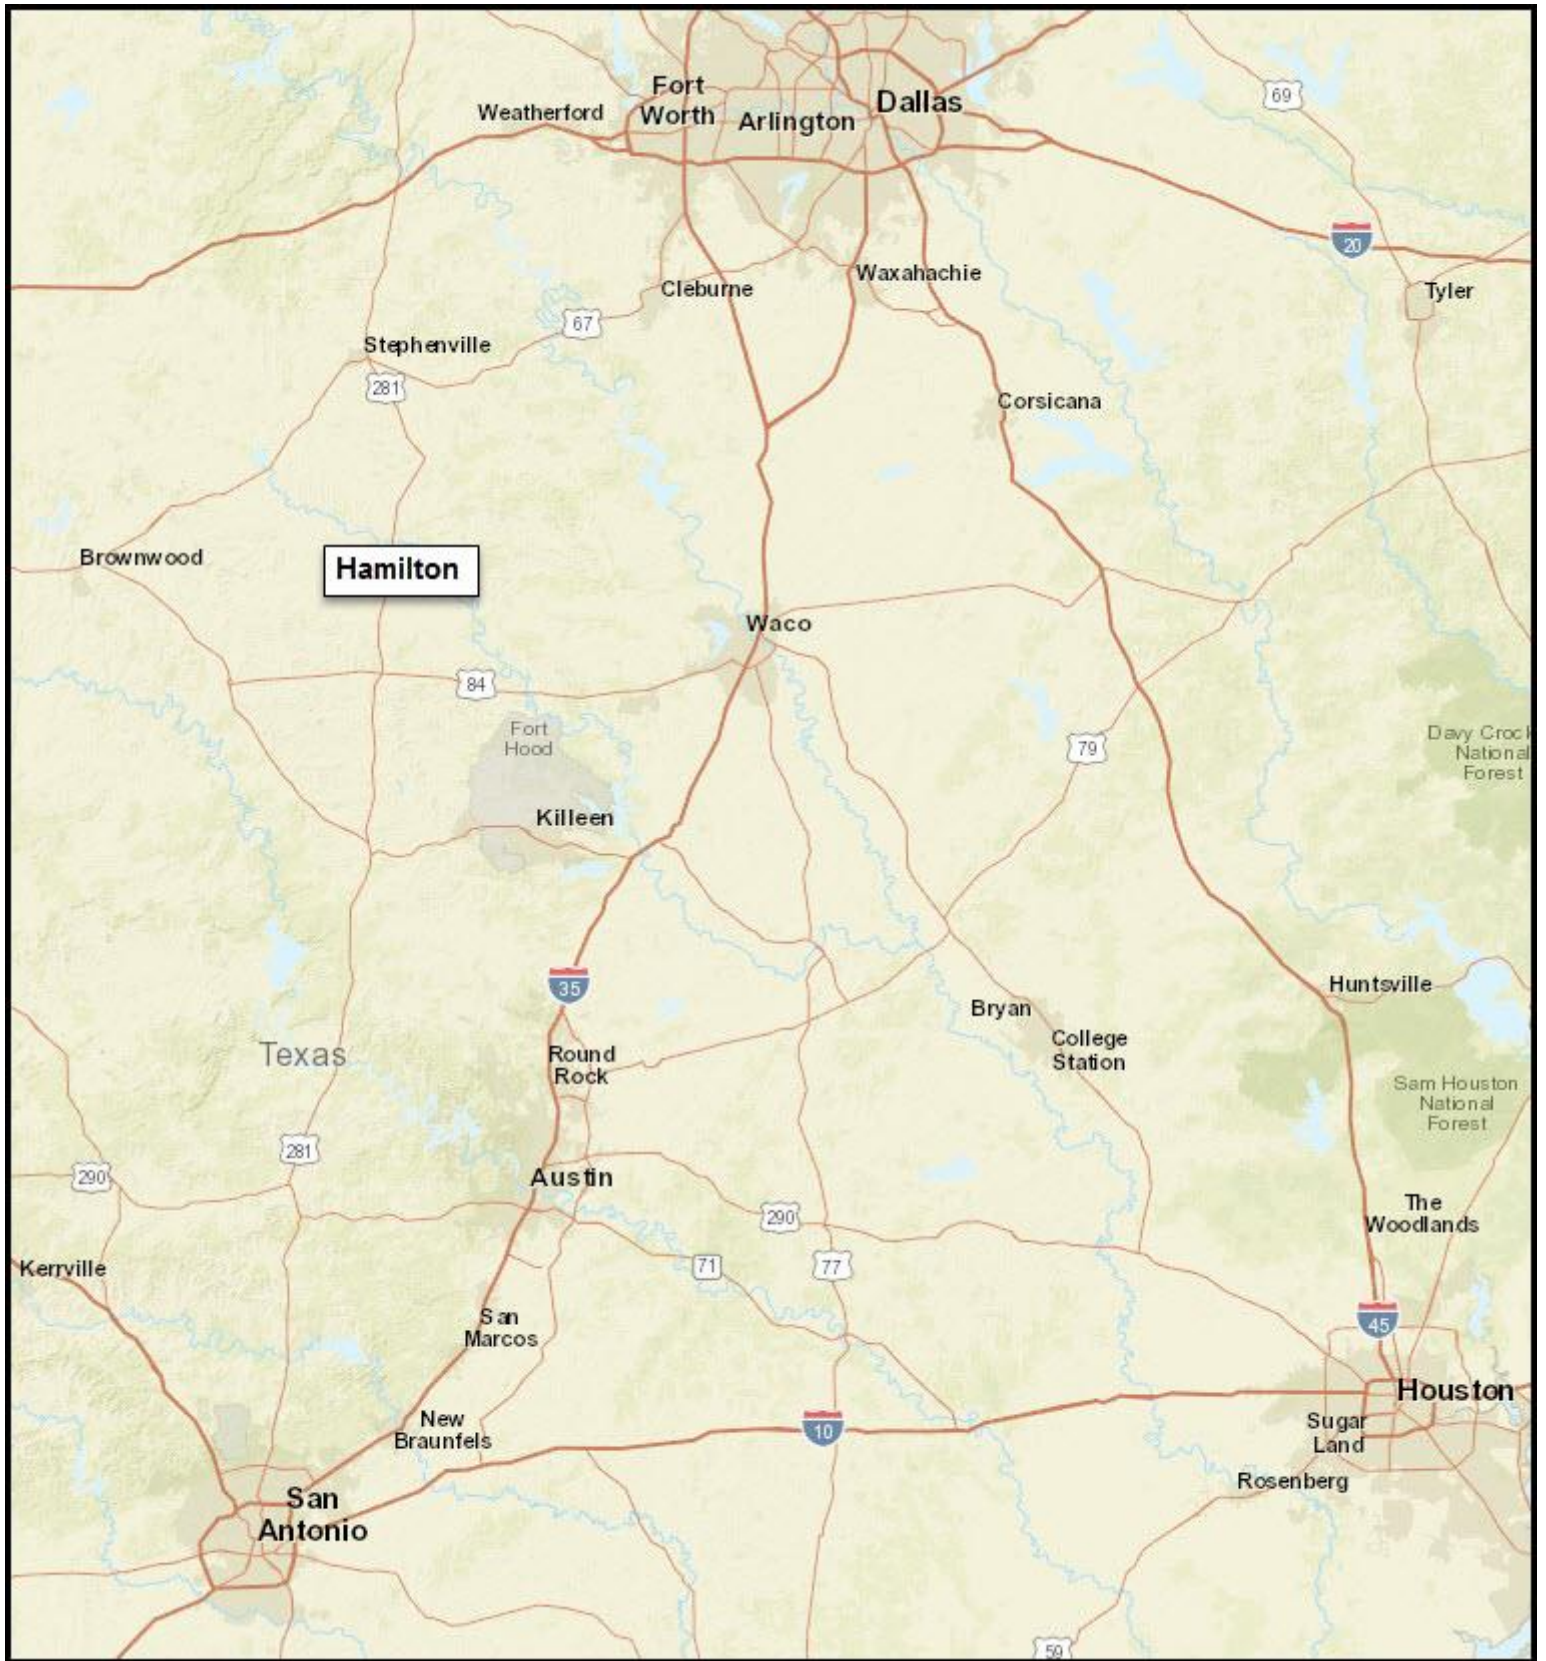 Fort
Worth
Weatherford
Arlington
Dallas
69
20
Cleburne
Waxahachie
Tyler
67
Stephenville
281
Corsicana
Brownwood
Hamilton
Waco
84
Fort
Hood
79
Davy Crock
National
Forest
Killeen
35
Huntsville
Bryan
College
Station
Texas
Round
Rock
Sam Houston
National
Forest
281
290
Austin
290
The
Woodlands
71
77
Kerrville
San
Marcos
45
Houston
New
Braunfels
10
Sugar
Land
Rosenberg
San
Antonio
59